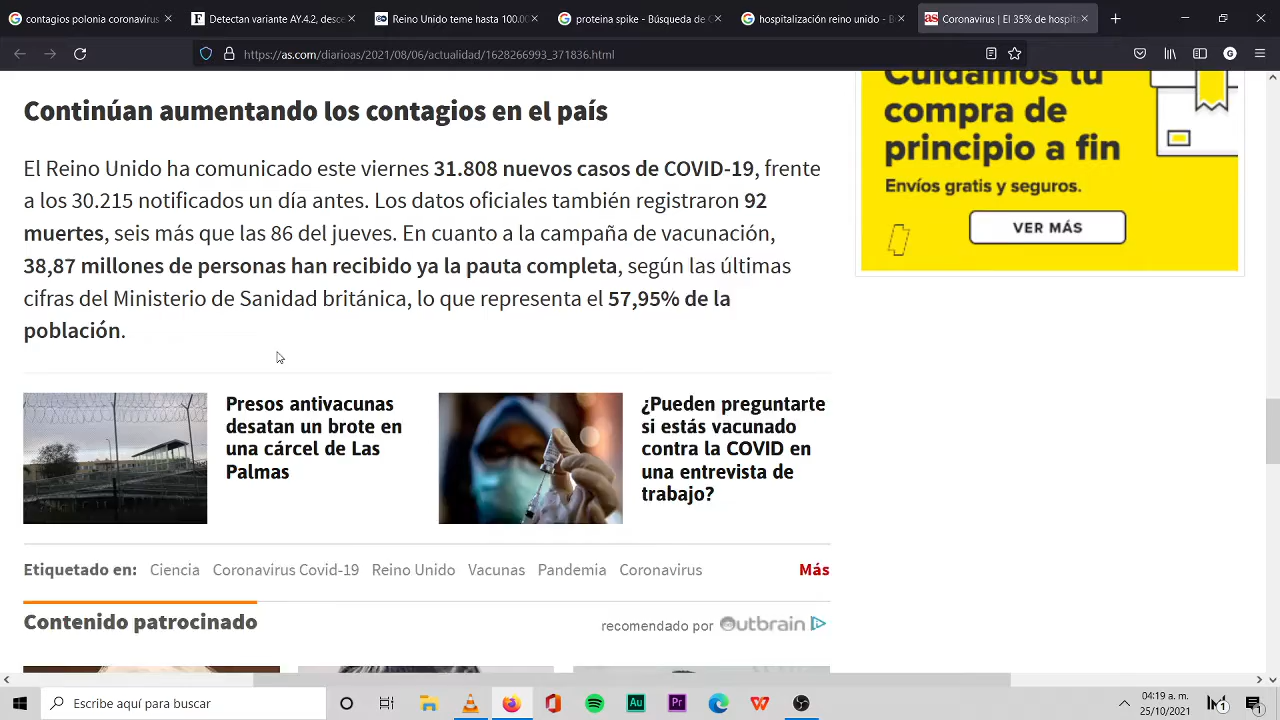 google polonavirus
Detectan variante AY.42, desce
Reino Unido teme hasta 100.00
proteina spike - Búsqueda de G
hospitalización reino unido - B
Coronavirus | El 35% de hospit
https://as.com/diarioas/2021/08/06/actualidad/1628266993_371836.html
Continúan aumentando los contagios en el país
El Reino Unido ha comunicado este viernes 31.808 nuevos casos de COVID-19, frente
a los 30.215 notificados un día antes. Los datos oficiales también registraron 92
muertes, seis más que las 86 del jueves. En cuanto a la campaña de vacunación,
38,87 millones de personas han recibido ya la pauta completa, según las últimas
cifras del Ministerio de Sanidad británica, lo que representa el 57,95% de la
población.
Cuidamos tu
compra de
principio a fin
Envíos gratis y seguros.
VER MÁS
Presos antivacunas
desatan un brote en
una cárcel de Las
Palmas
¿Pueden preguntarte
si estás vacunado
contra la COVID en
una entrevista de
trabajo?
Etiquetado en: Ciencia Coronavirus Covid-19 Reino Unido Vacunas Pandemia Coronavirus Más
Contenido patrocinado
recomendado por Outbrain
Escribe aquí para buscar
04:19 a. m.
25/10/2021